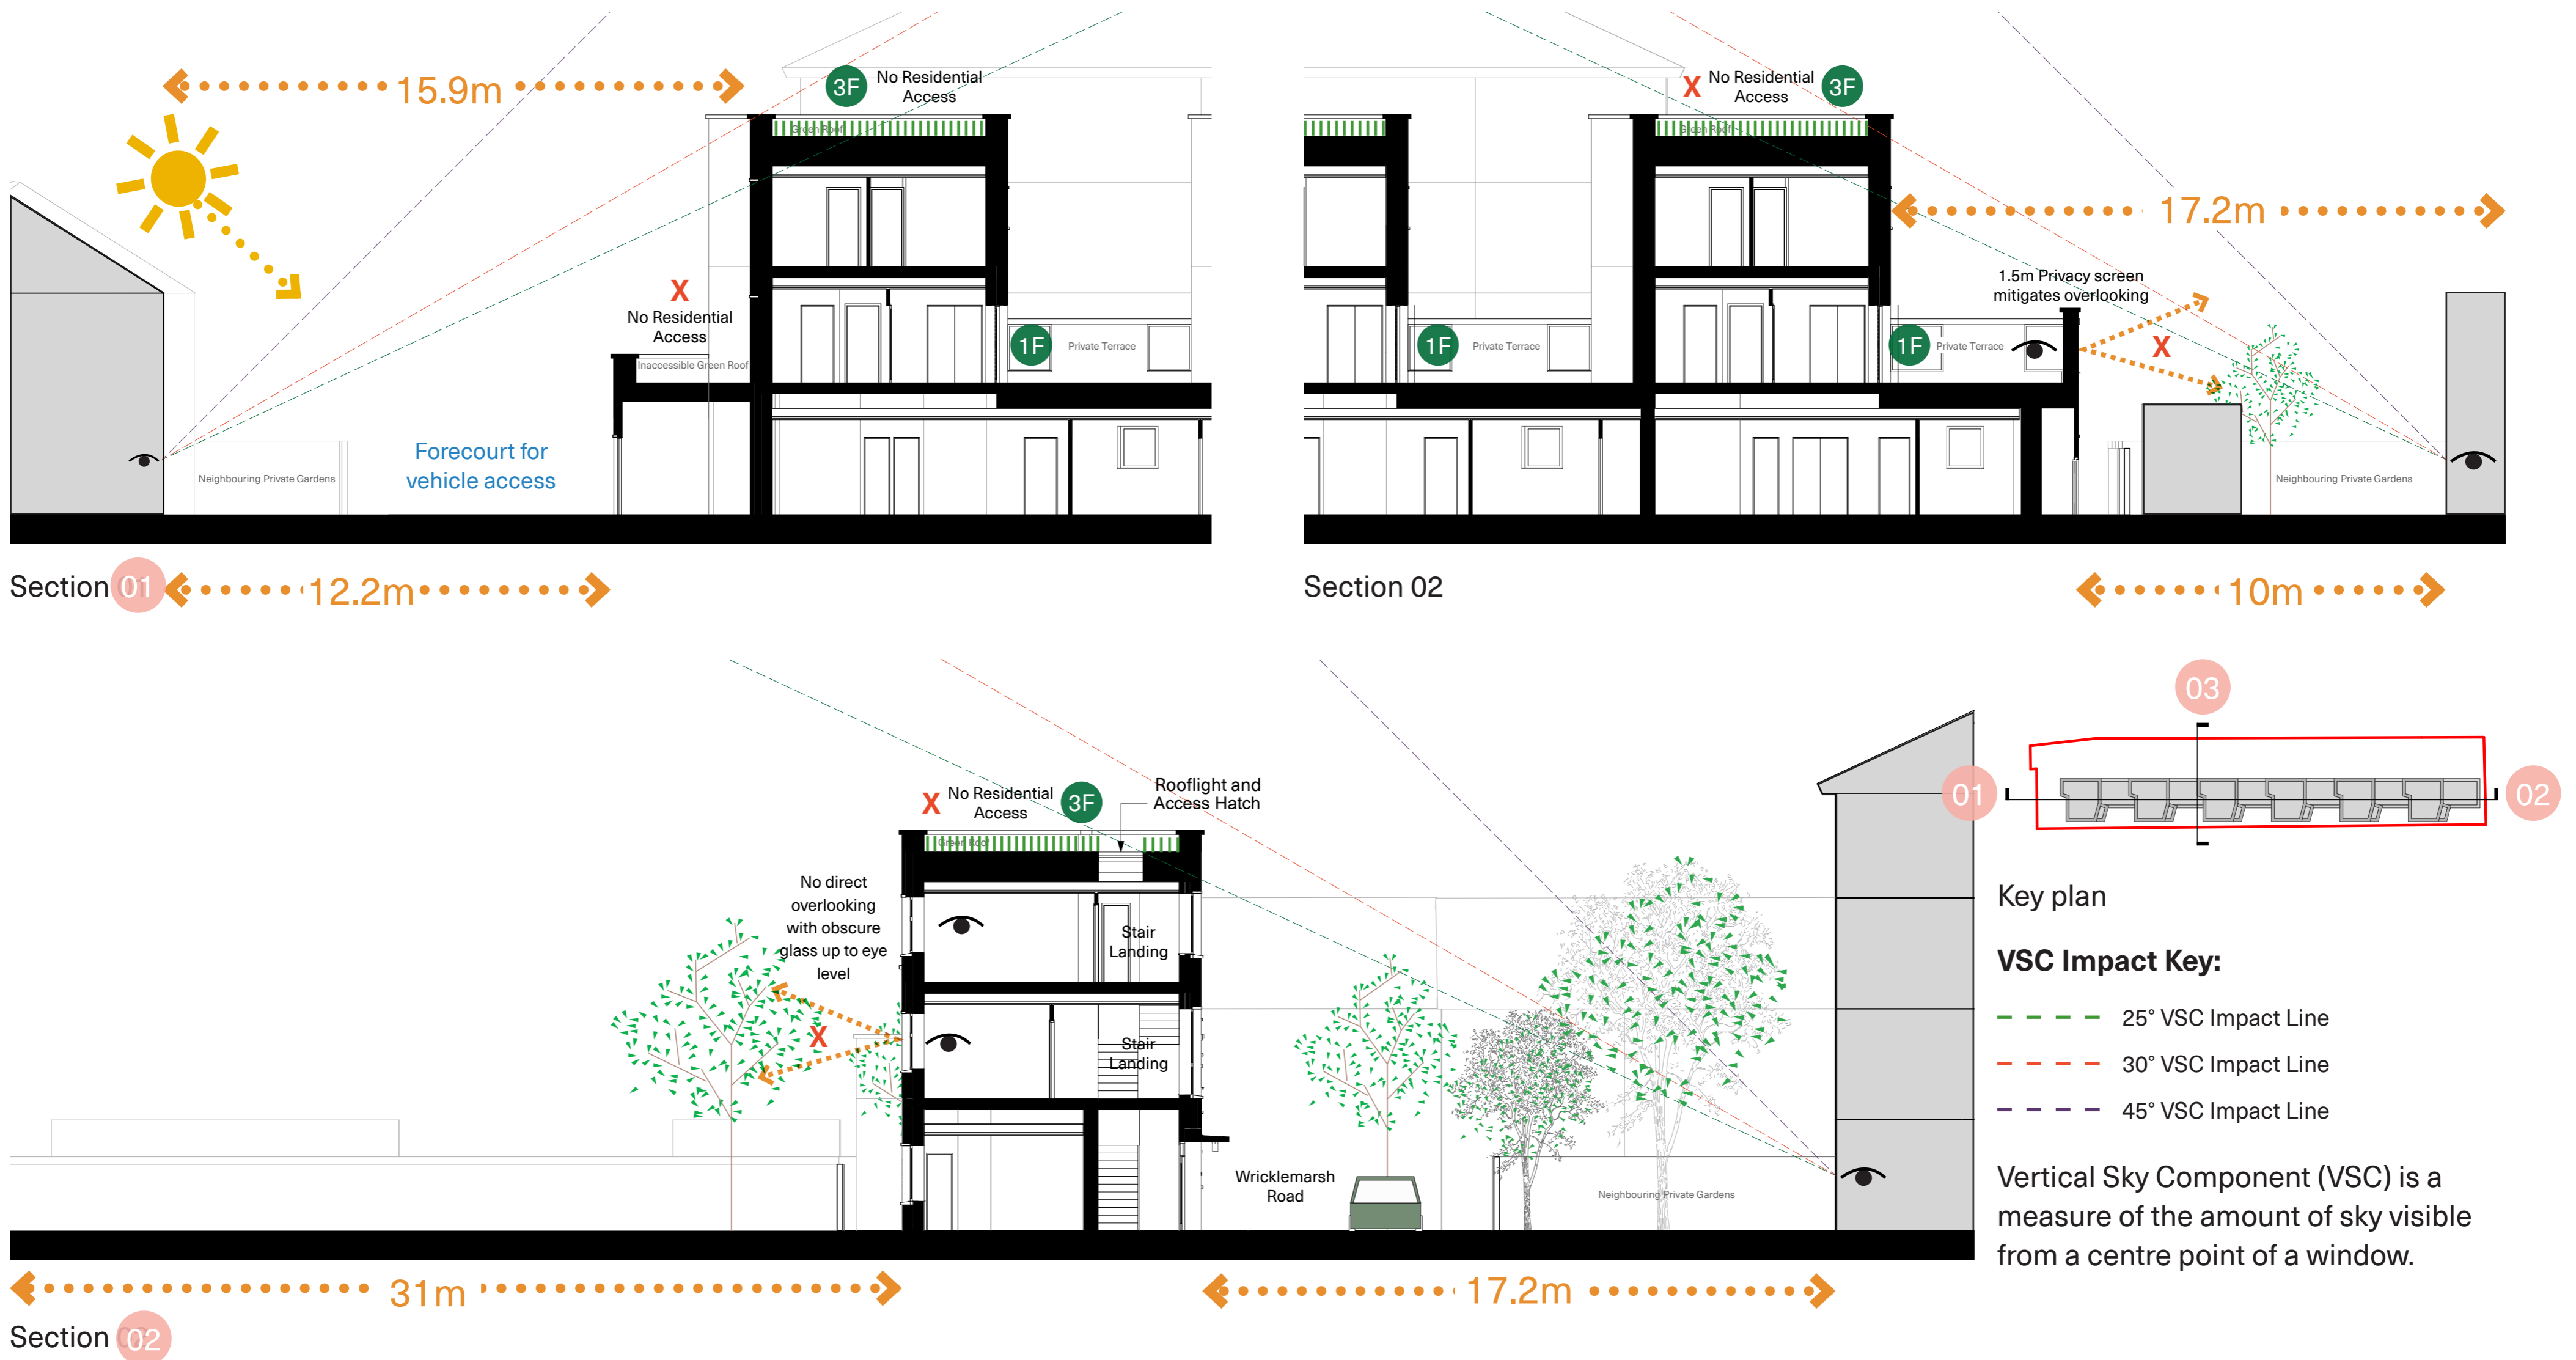 15.9m
3F
No Residential
Access
Green Roof
X
No Residential
Access
Inaccessible Green Roof
1F
Private Terrace
Forecourt for
vehicle access
Neighbouring Private Gardens
Section 01
12.2m
X
No Residential
Access
3F
Green Roof
17.2m
1.5m Privacy screen
mitigates overlooking
X
1F
Private Terrace
1F
Private Terrace
Neighbouring Private Gardens
Section 02
10m
X
No Residential
Access
3F
Rooflight and
Access Hatch
Green Roof
No direct
overlooking
with obscure
glass up to eye
level
X
Stair
Landing
Stair
Landing
Wricklemarsh
Road
Neighbouring Private Gardens
31m
17.2m
Section 02
03
01
02
Key plan
VSC Impact Key:
25° VSC Impact Line
30° VSC Impact Line
45° VSC Impact Line
Vertical Sky Component (VSC) is a
measure of the amount of sky visible
from a centre point of a window.